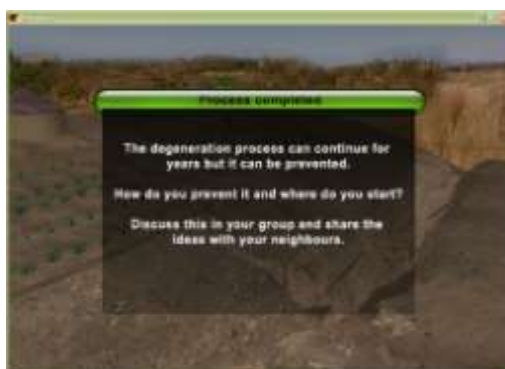 Process completed
The degeneration process can continue for
years but it can be prevented.
How do you prevent it and where do you start?
Discuss this in your group and share the
ideas with your neighbours.